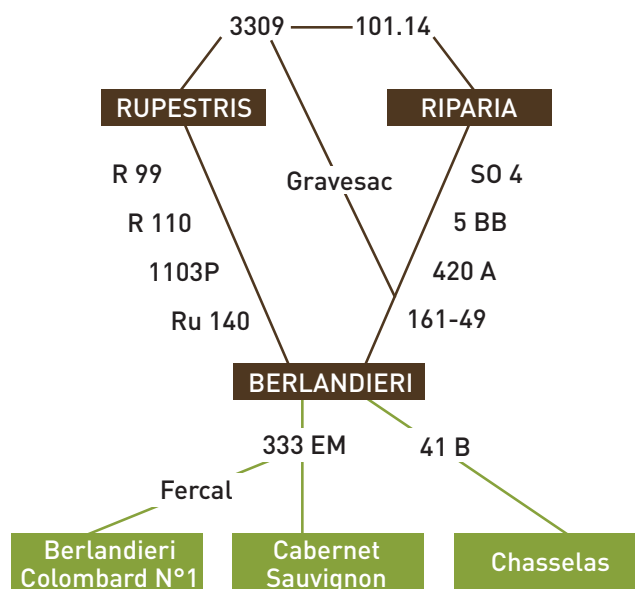 3309 101.14
RUPESTRIS RIPARIA
R 99 Gravesac SO 4
R 110 5 BB
1103P 420 A
Ru 140 161-49
BERLANDIERI
333 EM 41 B
Fercal
Berlandieri
Colombard N°1
Cabernet
Sauvignon
Chasselas